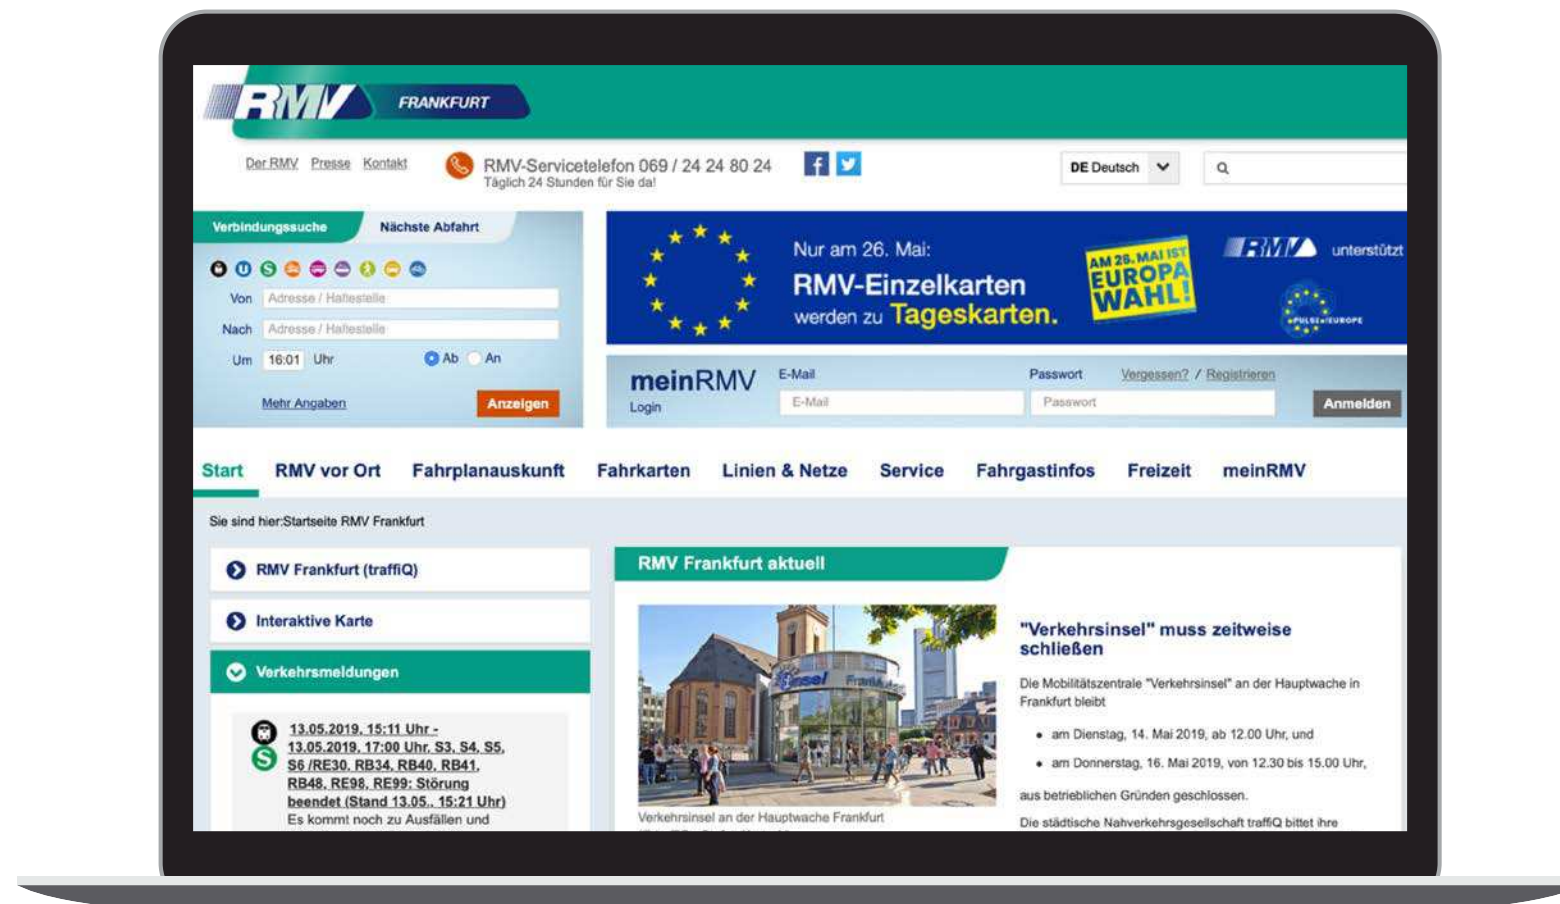 RMV FRANKFURT
Der RMV Presse Kontakt
RMV-Servicetelefon 069 / 24 24 80 24
Täglich 24 Stunden für Sie da!
DE Deutsch
Verbindungssuche
Nächste Abfahrt
Von Adresse / Haltestelle
Nach Adresse / Haltestelle
Um 16:01 Uhr Ab An
Mehr Angaben Anzeigen
Nur am 26. Mai:
RMV-Einzelkarten
werden zu Tageskarten.
AM 26. MAI IST
EUROPA
WAHL!
RMV unterstützt
PULSE of EUROPE
meinRMV
Login
E-Mail
E-Mail
Passwort Vergessen? / Registrieren
Passwort
Anmelden
Start RMV vor Ort Fahrplanauskunft Fahrkarten Linien & Netze Service Fahrgastinfos Freizeit meinRMV
Sie sind hier:Startseite RMV Frankfurt
RMV Frankfurt (traffiQ)
Interaktive Karte
Verkehrsmeldungen
13.05.2019, 15:11 Uhr -
13.05.2019, 17:00 Uhr, S3, S4, S5,
S6 /RE30, RB34, RB40, RB41,
RB48, RE98, RE99: Störung
beendet (Stand 13.05., 15:21 Uhr)
Es kommt noch zu Ausfällen und
RMV Frankfurt aktuell
Verkehrsinsel an der Hauptwache Frankfurt
"Verkehrsinsel" muss zeitweise
schließen
Die Mobilitätszentrale "Verkehrsinsel" an der Hauptwache in
Frankfurt bleibt
• am Dienstag, 14. Mai 2019, ab 12.00 Uhr, und
• am Donnerstag, 16. Mai 2019, von 12.30 bis 15.00 Uhr,
aus betrieblichen Gründen geschlossen.
Die städtische Nahverkehrsgesellschaft traffiQ bittet ihre